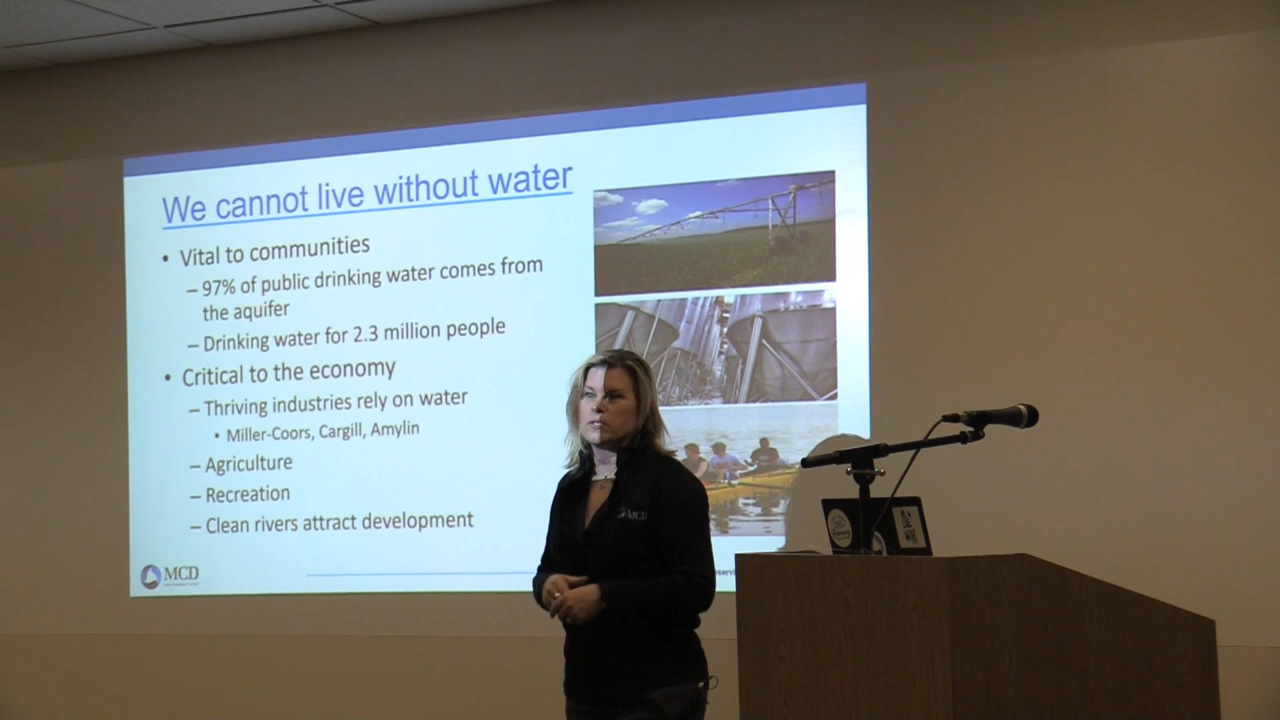 We cannot live without water
• Vital to communities
– 97% of public drinking water comes from
the aquifer
– Drinking water for 2.3 million people
• Critical to the economy
– Thriving industries rely on water
• Miller-Coors, Cargill, Amylin
– Agriculture
– Recreation
– Clean rivers attract development
MCD